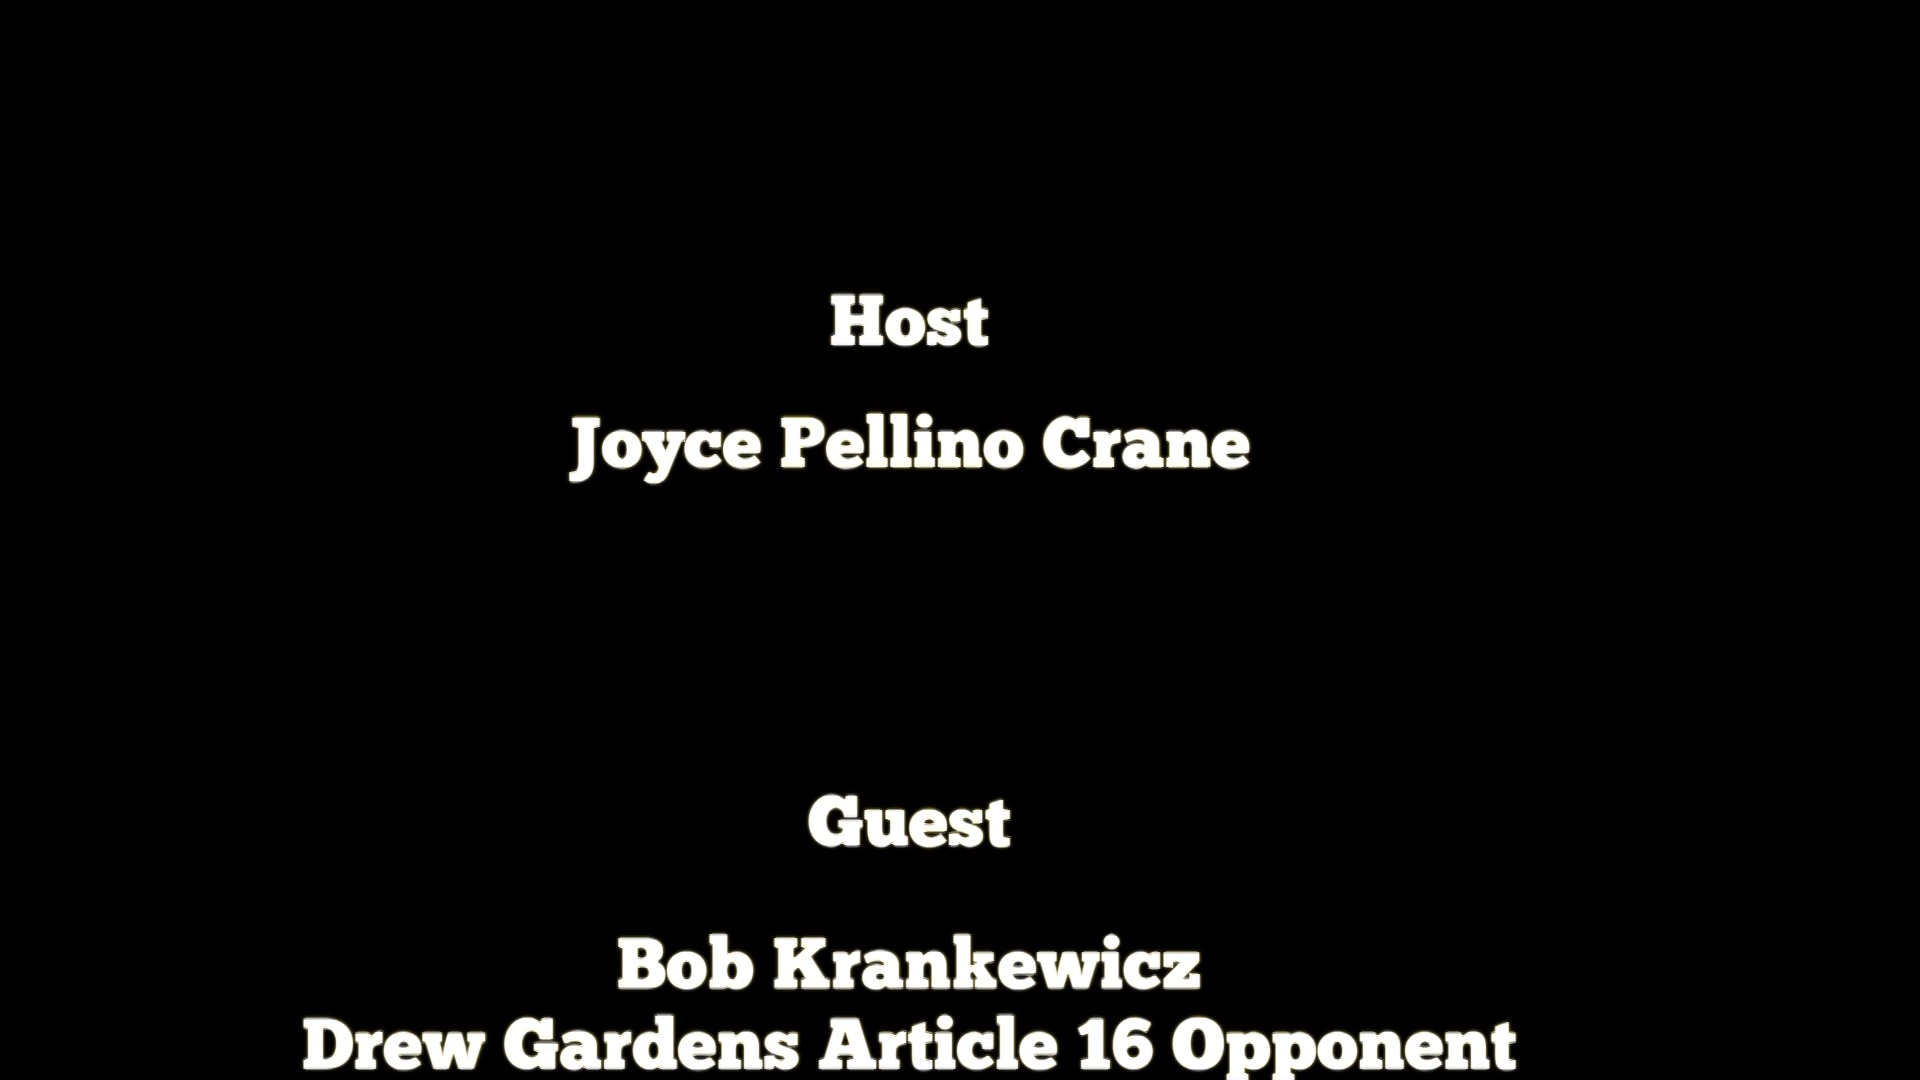 Host
Joyce Pellino Crane
Guest
Bob Krankewicz
Drew Gardens Article 16 Opponent